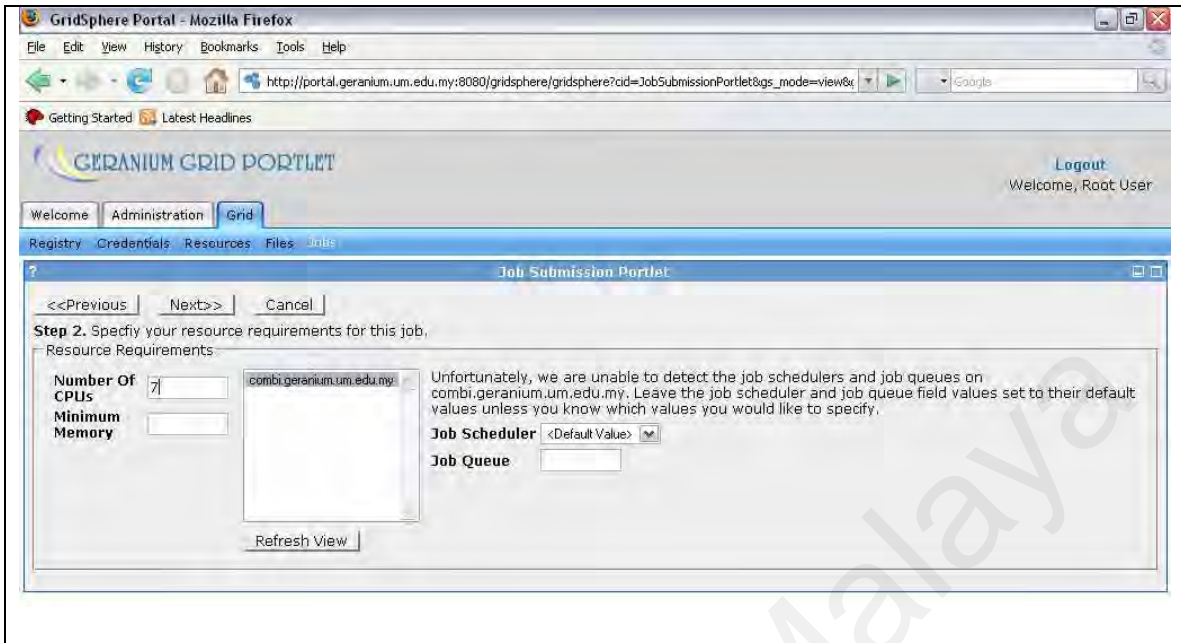 GridSphere Portal - Mozilla Firefox
File Edit View History Bookmarks Tools Help
http://portal.geranium.um.edu.my:8080/gridsphere/gridsphere?cid=JobSubmissionPortlet&gs_mode=view&
Google
Getting Started Latest Headlines
GERANIUM GRID PORTLET
Logout
Welcome, Root User
Welcome Administration Grid
Registry Credentials Resources Files Jobs
? Job Submission Portlet
<<Previous Next>> Cancel
Step 2. Specfiy your resource requirements for this job.
Resource Requirements
Number Of CPUs 7
Minimum Memory
combi.geranium.um.edu.my
Refresh View
Unfortunately, we are unable to detect the job schedulers and job queues on
combi.geranium.um.edu.my. Leave the job scheduler and job queue field values set to their default
values unless you know which values you would like to specify.
Job Scheduler <Default Value>
Job Queue
Malaya